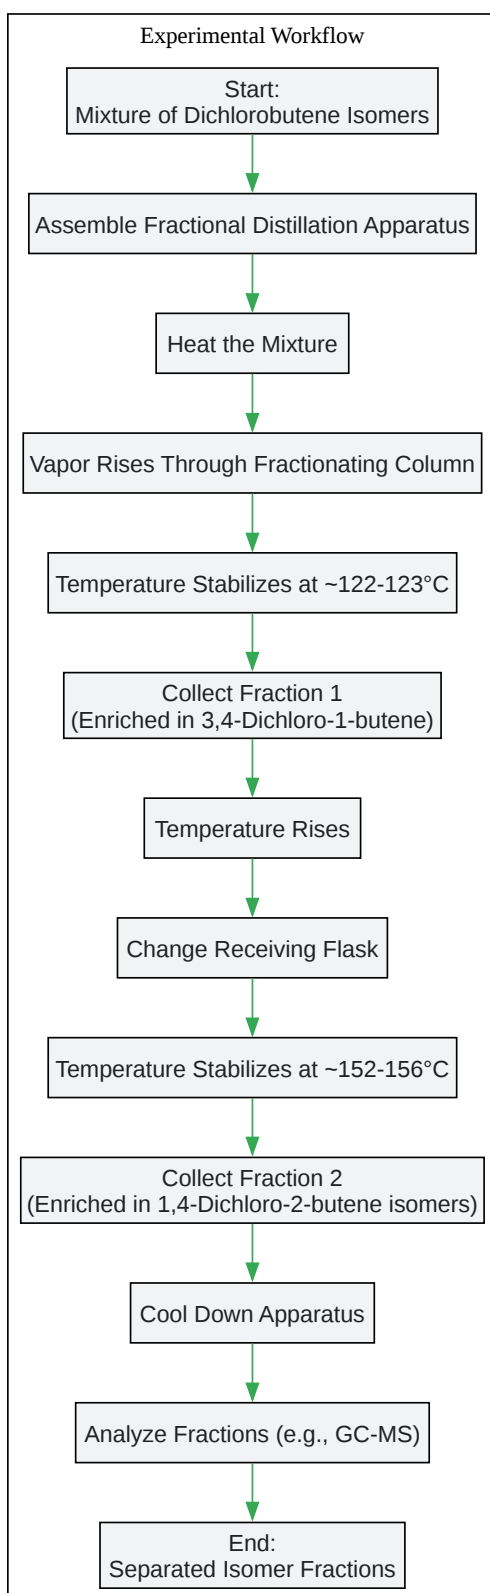 Experimental Workflow
Start:
Mixture of Dichlorobutene Isomers
Assemble Fractional Distillation Apparatus
Heat the Mixture
Vapor Rises Through Fractionating Column
Temperature Stabilizes at ~122-123°C
Collect Fraction 1
(Enriched in 3,4-Dichloro-1-butene)
Temperature Rises
Change Receiving Flask
Temperature Stabilizes at ~152-156°C
Collect Fraction 2
(Enriched in 1,4-Dichloro-2-butene isomers)
Cool Down Apparatus
Analyze Fractions (e.g., GC-MS)
End:
Separated Isomer Fractions